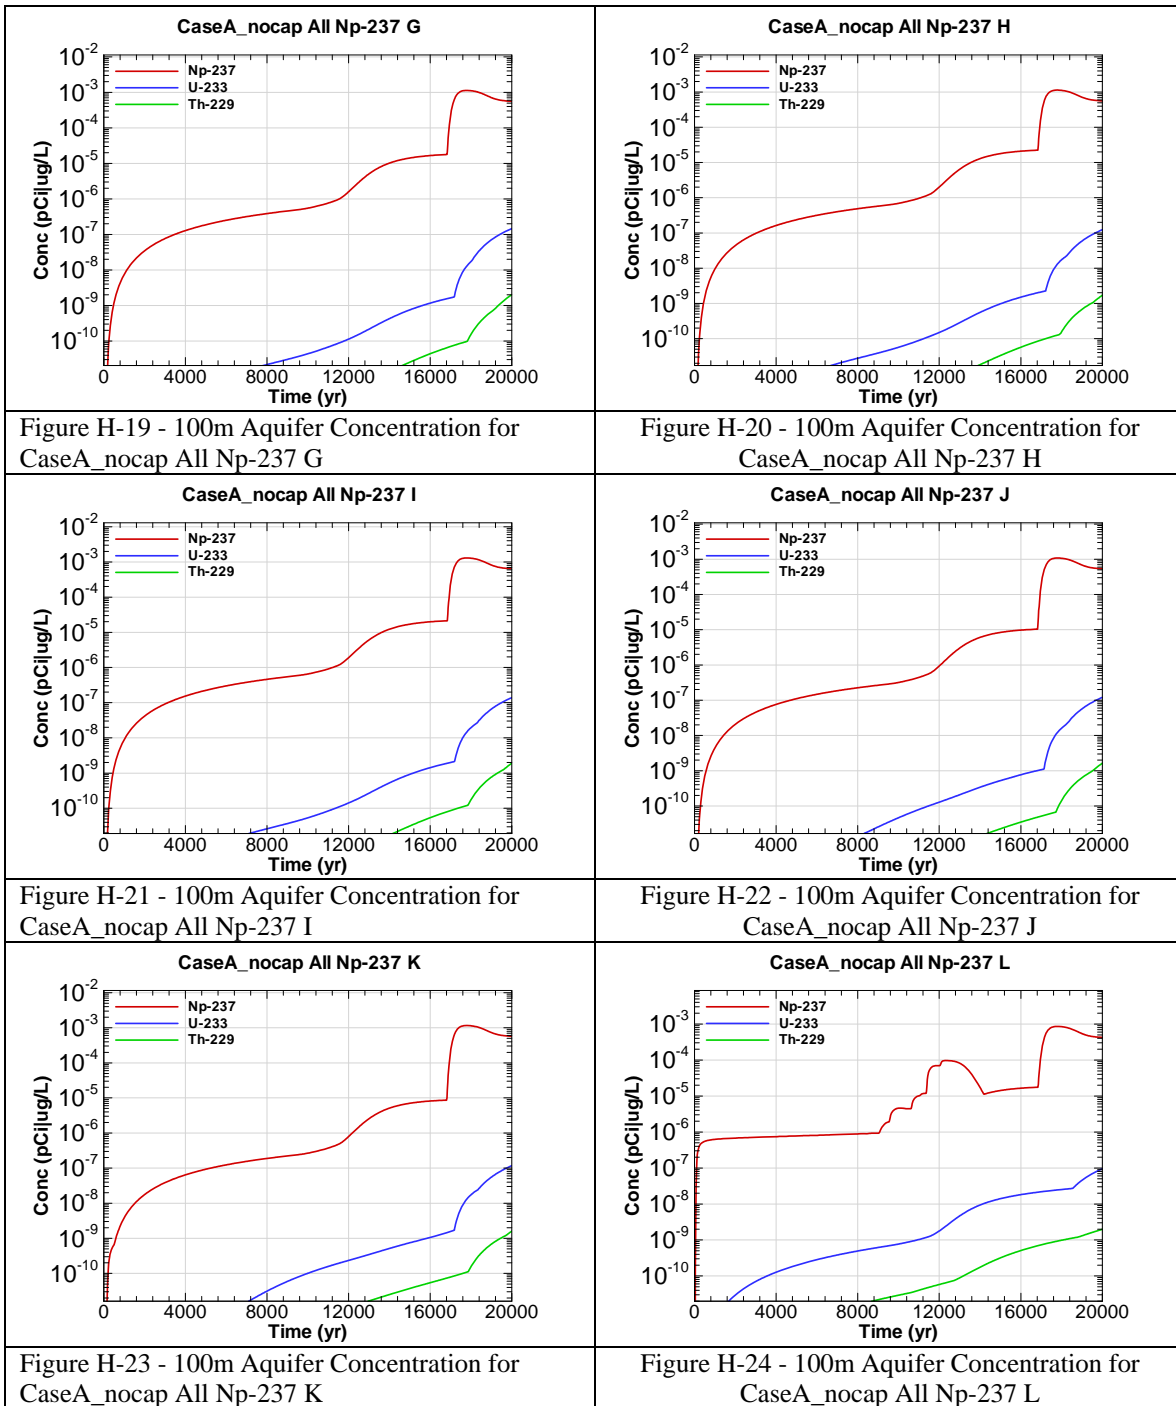 CaseA_nocap All Np-237 G
Conc (pCi|ug/L)
10-2
10-3
10-4
10-5
10-6
10-7
10-8
10-9
10-10
Np-237
U-233
Th-229
0 4000 8000 12000 16000 20000
Time (yr)
Figure H-19 - 100m Aquifer Concentration for
CaseA_nocap All Np-237 G
CaseA_nocap All Np-237 H
Conc (pCi|ug/L)
10-2
10-3
10-4
10-5
10-6
10-7
10-8
10-9
10-10
Np-237
U-233
Th-229
0 4000 8000 12000 16000 20000
Time (yr)
Figure H-20 - 100m Aquifer Concentration for
CaseA_nocap All Np-237 H
CaseA_nocap All Np-237 I
Conc (pCi|ug/L)
10-2
10-3
10-4
10-5
10-6
10-7
10-8
10-9
10-10
Np-237
U-233
Th-229
0 4000 8000 12000 16000 20000
Time (yr)
Figure H-21 - 100m Aquifer Concentration for
CaseA_nocap All Np-237 I
CaseA_nocap All Np-237 J
Conc (pCi|ug/L)
10-2
10-3
10-4
10-5
10-6
10-7
10-8
10-9
10-10
Np-237
U-233
Th-229
0 4000 8000 12000 16000 20000
Time (yr)
Figure H-22 - 100m Aquifer Concentration for
CaseA_nocap All Np-237 J
CaseA_nocap All Np-237 K
Conc (pCi|ug/L)
10-2
10-3
10-4
10-5
10-6
10-7
10-8
10-9
10-10
Np-237
U-233
Th-229
0 4000 8000 12000 16000 20000
Time (yr)
Figure H-23 - 100m Aquifer Concentration for
CaseA_nocap All Np-237 K
CaseA_nocap All Np-237 L
Conc (pCi|ug/L)
10-3
10-4
10-5
10-6
10-7
10-8
10-9
10-10
Np-237
U-233
Th-229
0 4000 8000 12000 16000 20000
Time (yr)
Figure H-24 - 100m Aquifer Concentration for
CaseA_nocap All Np-237 L